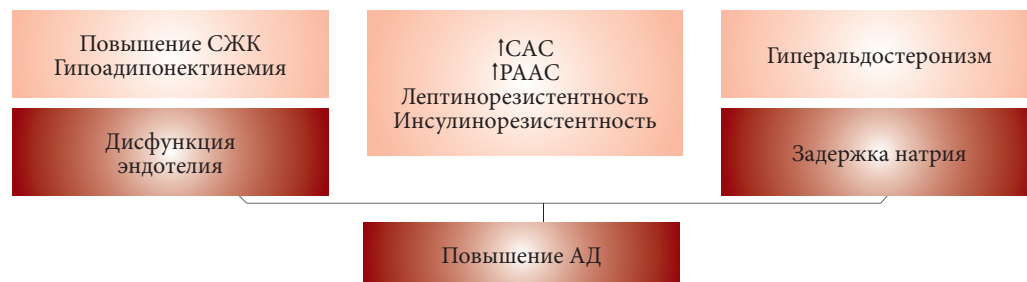 Повышение СЖК
Гипоадипонектинемия
Дисфункция
эндотелия
↑САС
↑РААС
Лептинорезистентность
Инсулинорезистентность
Гиперальдостеронизм
Задержка натрия
Повышение АД